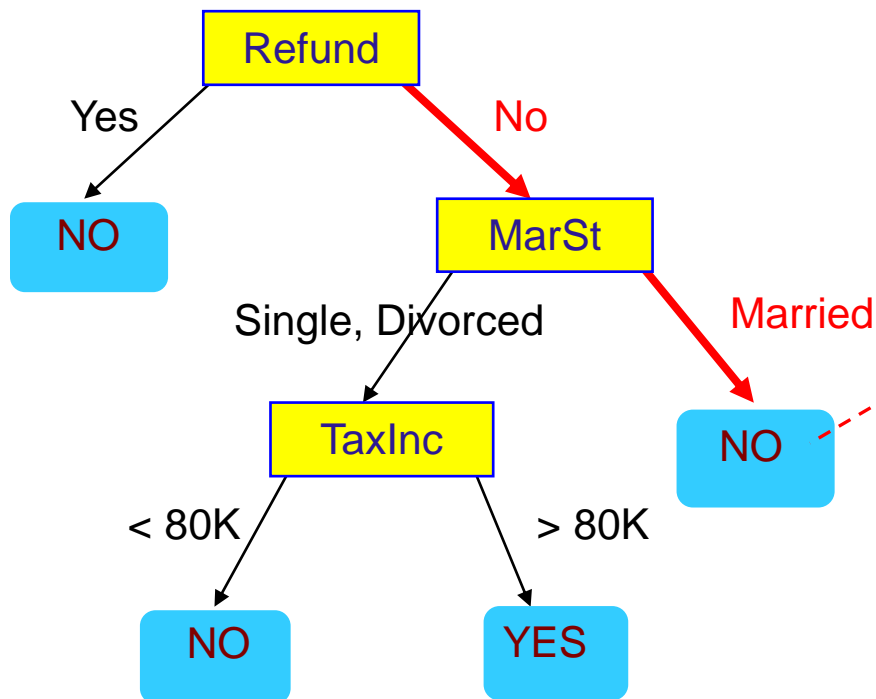 Refund
Yes
No
NO
MarSt
Single, Divorced
Married
TaxInc
NO
< 80K
> 80K
NO
YES